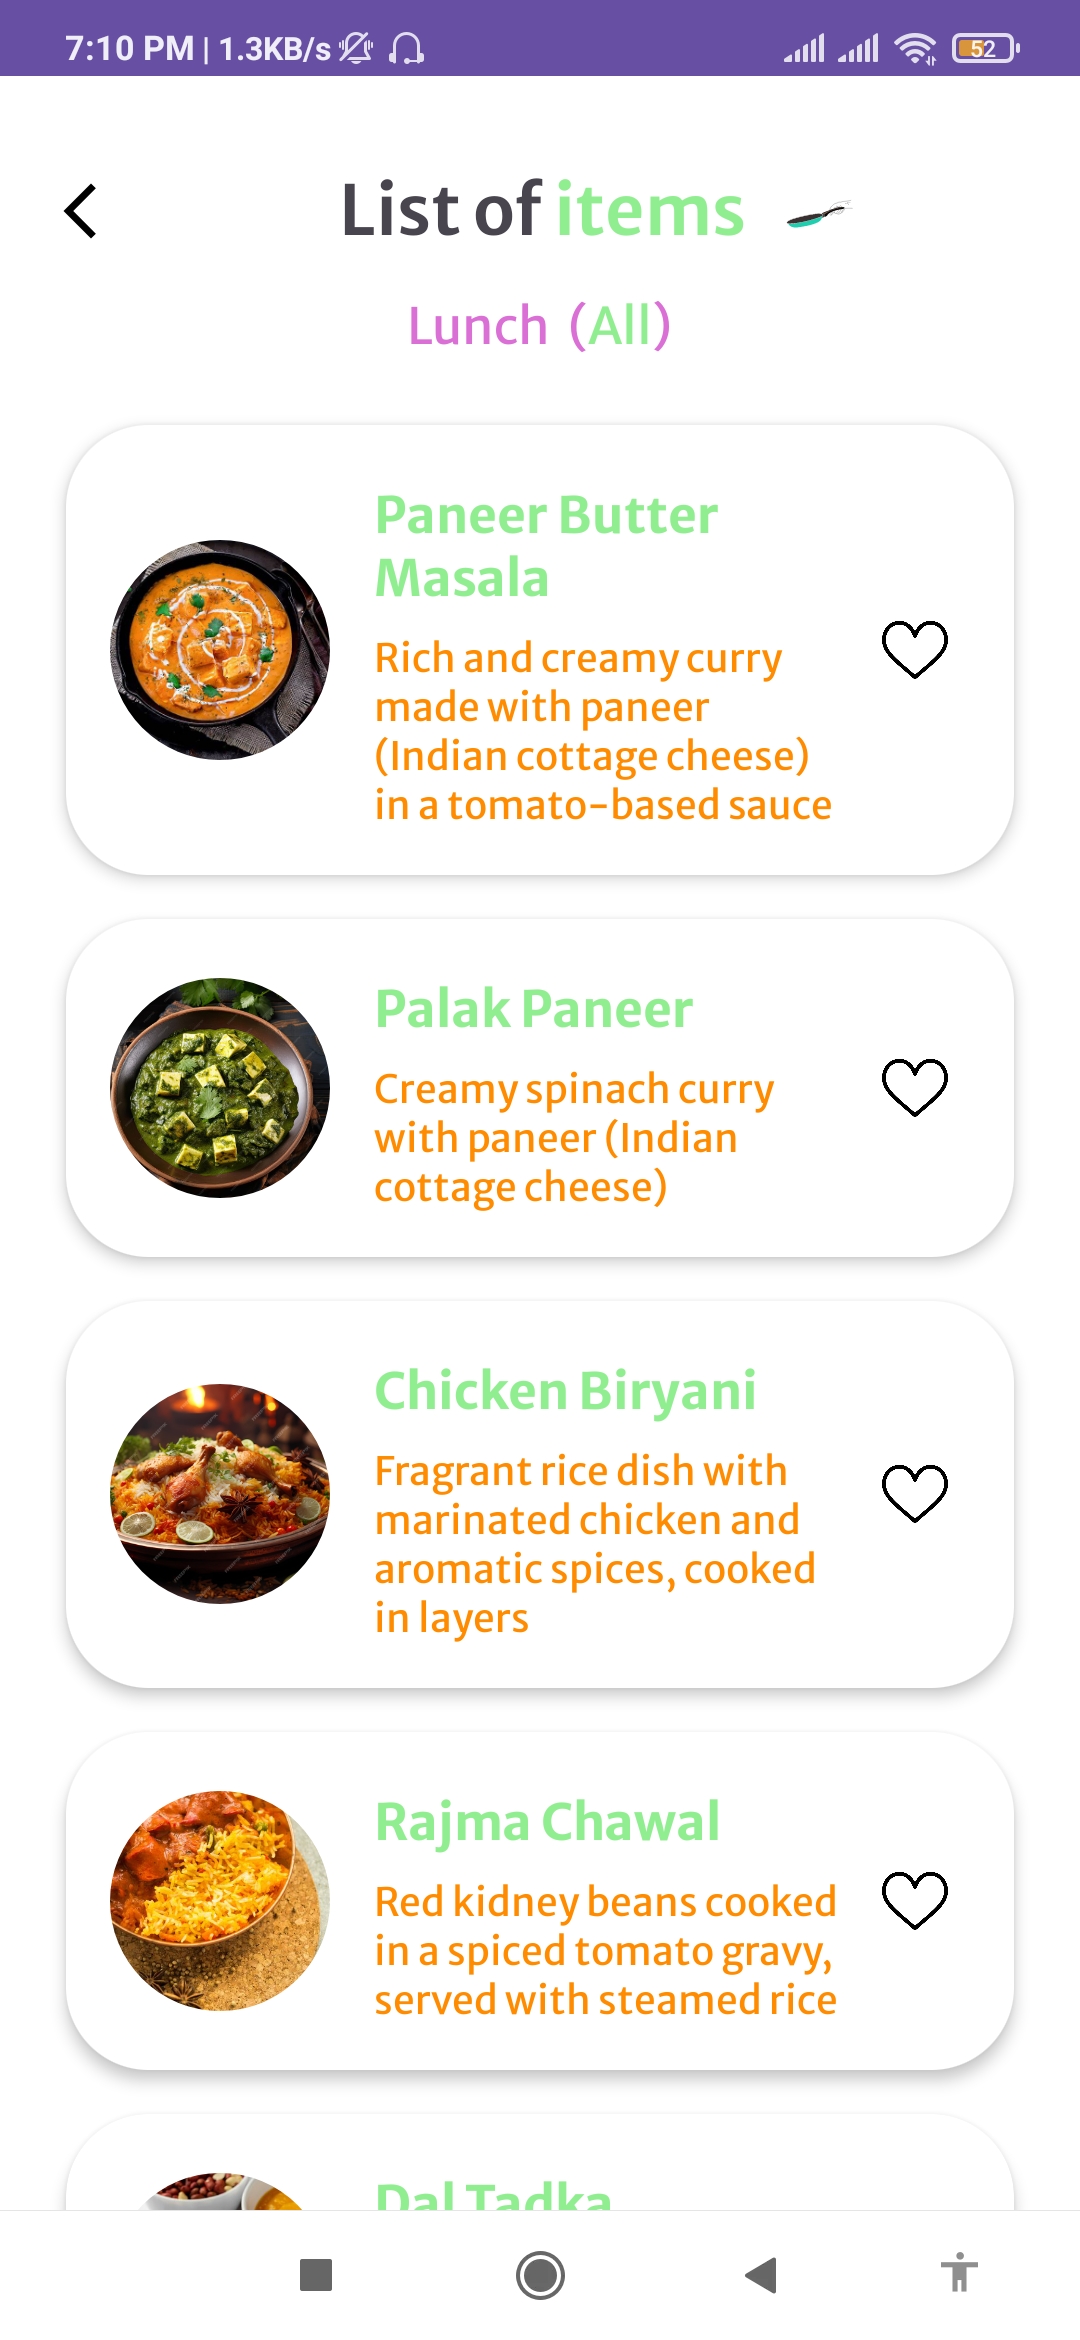 7:10 PM | 1.3KB/s
52
List of items
Lunch (All)
Paneer Butter
Masala
Rich and creamy curry
made with paneer
(Indian cottage cheese)
in a tomato-based sauce
Palak Paneer
Creamy spinach curry
with paneer (Indian
cottage cheese)
Chicken Biryani
Fragrant rice dish with
marinated chicken and
aromatic spices, cooked
in layers
Rajma Chawal
Red kidney beans cooked
in a spiced tomato gravy,
served with steamed rice
Dal Tadka